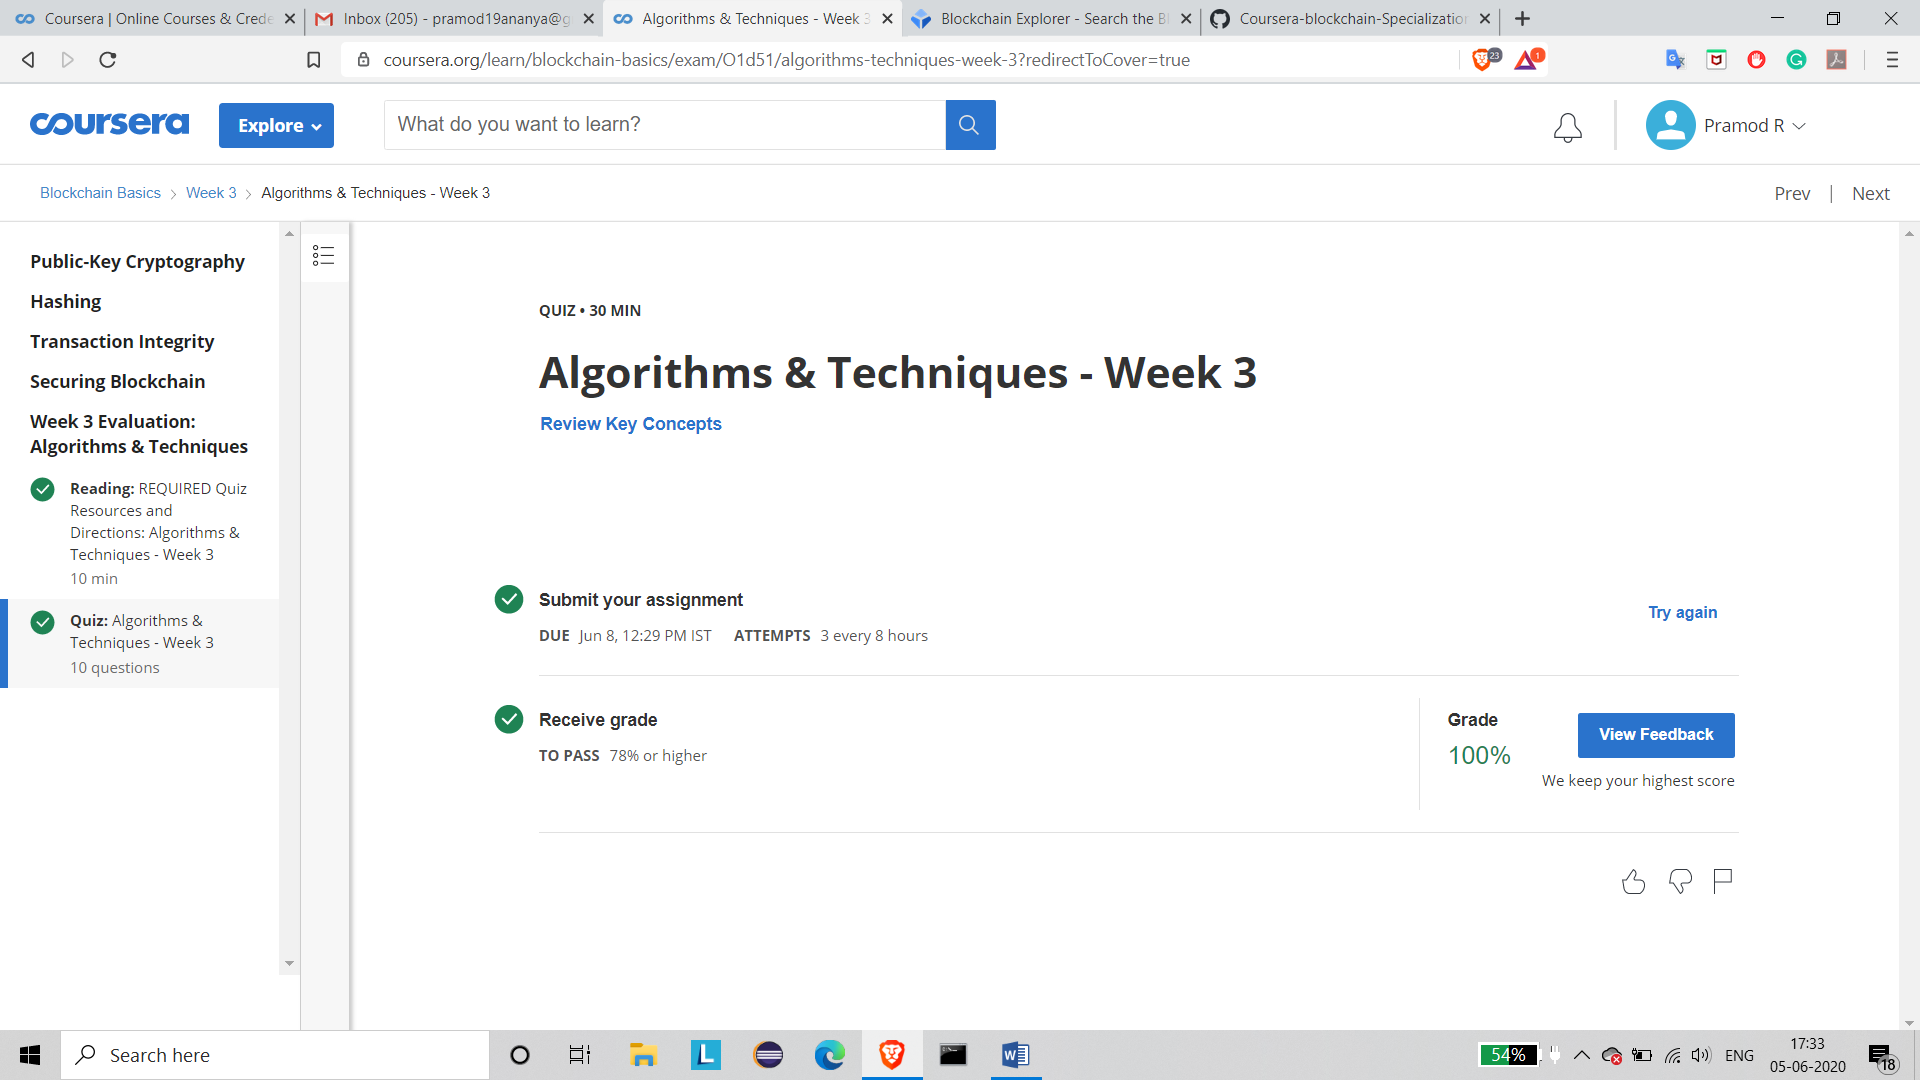 Coursera | Online Courses & Crede
Inbox (205) - pramod19ananya@g
Algorithms & Techniques - Week 3
Blockchain Explorer - Search the Bl
Coursera-blockchain-Specialization
coursera.org/learn/blockchain-basics/exam/O1d51/algorithms-techniques-week-3?redirectToCover=true
23
1
coursera
Explore
What do you want to learn?
Pramod R
Blockchain Basics > Week 3 > Algorithms & Techniques - Week 3
Prev | Next
Public-Key Cryptography
Hashing
Transaction Integrity
Securing Blockchain
Week 3 Evaluation:
Algorithms & Techniques
Reading: REQUIRED Quiz
Resources and
Directions: Algorithms &
Techniques - Week 3
10 min
Quiz: Algorithms &
Techniques - Week 3
10 questions
QUIZ • 30 MIN
Algorithms & Techniques - Week 3
Review Key Concepts
Submit your assignment
DUE Jun 8, 12:29 PM IST ATTEMPTS 3 every 8 hours
Try again
Receive grade
TO PASS 78% or higher
Grade
100%
View Feedback
We keep your highest score
Search here
54%
ENG
17:33
05-06-2020
18